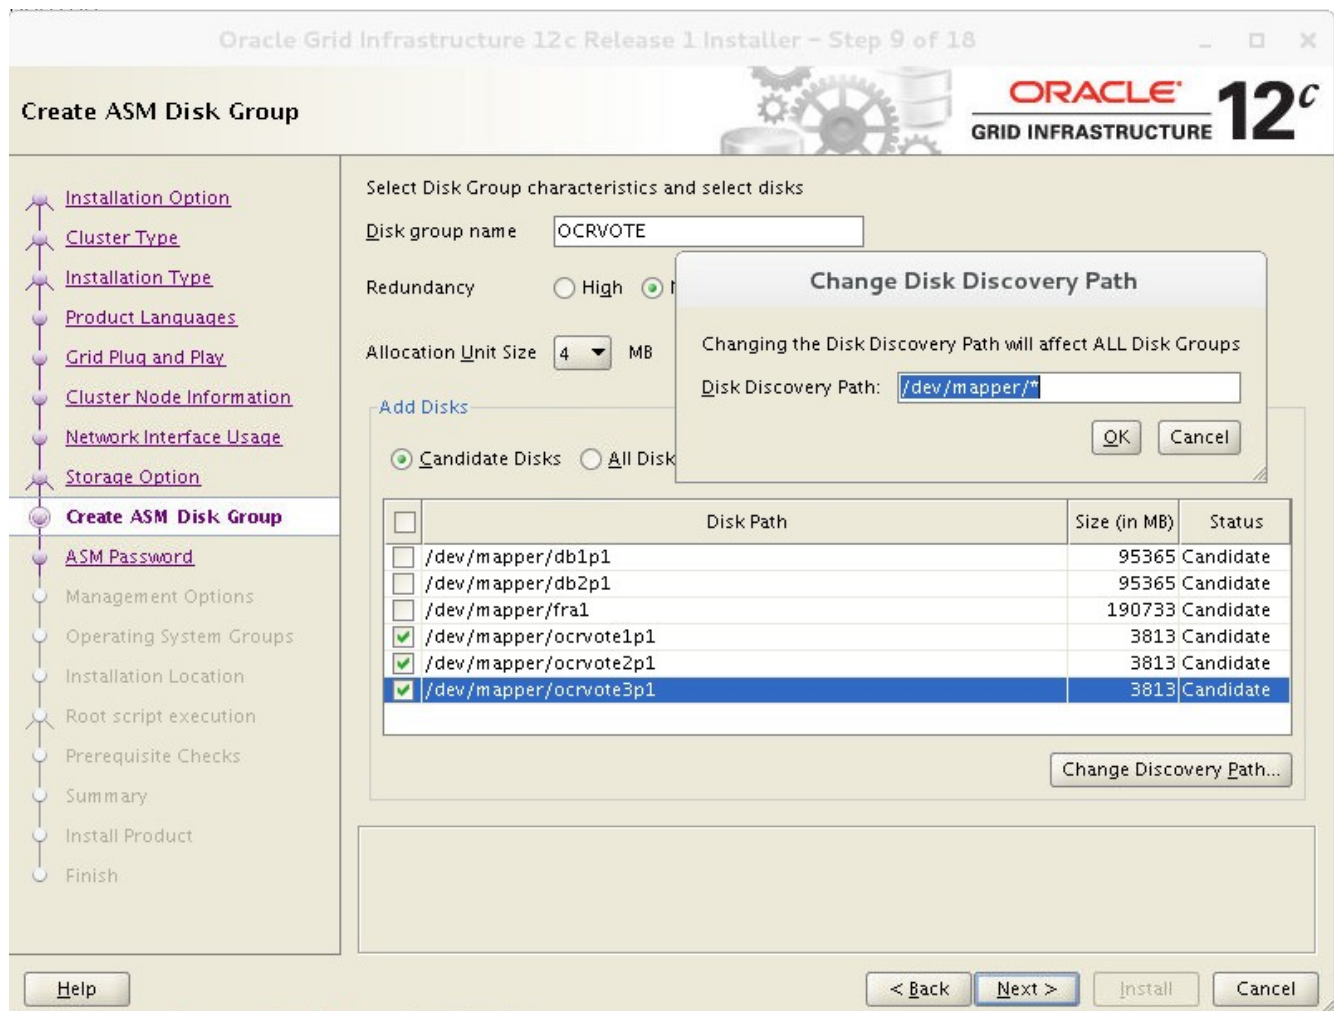 Oracle Grid Infrastructure 12c Release 1 Installer – Step 9 of 18
Create ASM Disk Group
ORACLE
GRID INFRASTRUCTURE
12c
Installation Option
Cluster Type
Installation Type
Product Languages
Grid Plug and Play
Cluster Node Information
Network Interface Usage
Storage Option
Create ASM Disk Group
ASM Password
Management Options
Operating System Groups
Installation Location
Root script execution
Prerequisite Checks
Summary
Install Product
Finish
Select Disk Group characteristics and select disks
Disk group name OCRVOTE
Redundancy High
Allocation Unit Size 4 MB
Change Disk Discovery Path
Changing the Disk Discovery Path will affect ALL Disk Groups
Disk Discovery Path: /dev/mapper/*
OK Cancel
Add Disks
Candidate Disks All Disk
Disk Path Size (in MB) Status
/dev/mapper/db1p1 95365 Candidate
/dev/mapper/db2p1 95365 Candidate
/dev/mapper/fra1 190733 Candidate
/dev/mapper/ocrvote1p1 3813 Candidate
/dev/mapper/ocrvote2p1 3813 Candidate
/dev/mapper/ocrvote3p1 3813 Candidate
Change Discovery Path...
Help < Back Next > Install Cancel